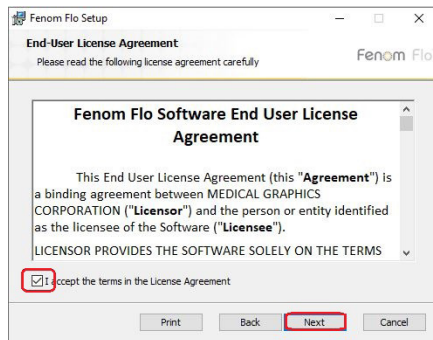 Fenom Flo Setup
End-User License Agreement
Please read the following license agreement carefully
Fenom Flo
Fenom Flo Software End User License
Agreement
This End User License Agreement (this "Agreement") is
a binding agreement between MEDICAL GRAPHICS
CORPORATION ("Licensor") and the person or entity identified
as the licensee of the Software ("Licensee").
LICENSOR PROVIDES THE SOFTWARE SOLELY ON THE TERMS
I accept the terms in the License Agreement
Print Back Next Cancel